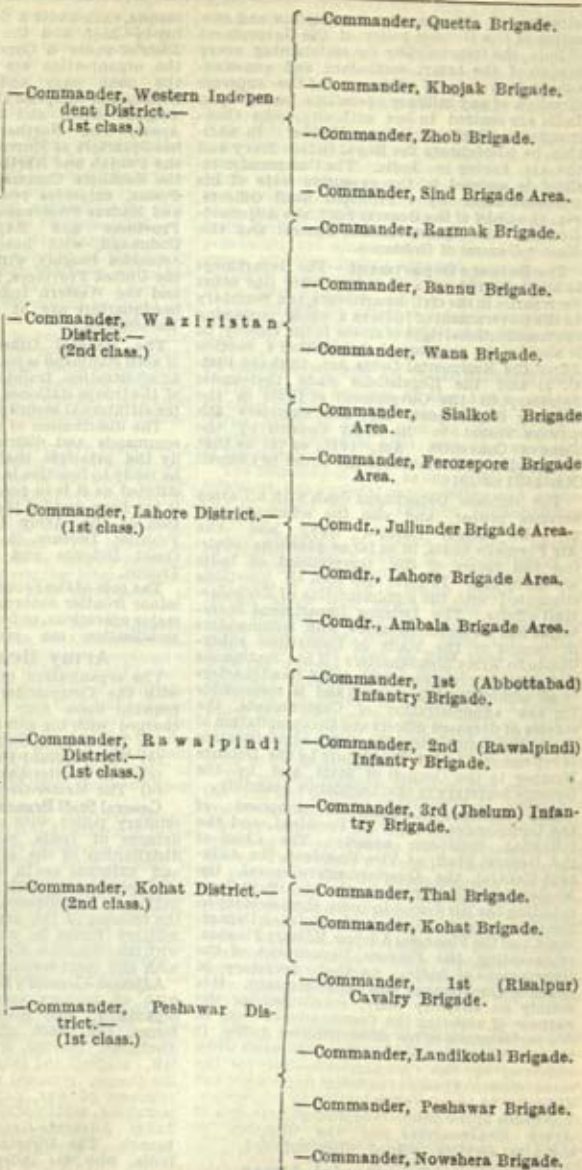 —Commander, Western Indepen-
dent District.—
(1st class.)
—Commander, Quetta Brigade.
—Commander, Khojak Brigade.
—Commander, Zhob Brigade.
—Commander, Sind Brigade Area.
—Commander, Waziristan
District.—
(2nd class.)
—Commander, Razmak Brigade.
—Commander, Bannu Brigade.
—Commander, Wana Brigade.
—Commander, Lahore District.—
(1st class.)
—Commander, Sialkot Brigade
Area.
—Commander, Ferozepore Brigade
Area.
—Comdr., Jullunder Brigade Area.
—Comdr., Lahore Brigade Area.
—Comdr., Ambala Brigade Area.
—Commander, Rawalpindi
District.—
(1st class.)
—Commander, 1st (Abbottabad)
Infantry Brigade.
—Commander, 2nd (Rawalpindi)
Infantry Brigade.
—Commander, 3rd (Jhelum) Infan-
try Brigade.
—Commander, Kohat District.—
(2nd class.)
—Commander, Thal Brigade.
—Commander, Kohat Brigade.
—Commander, Peshawar Dis-
trict.—
(1st class.)
—Commander, 1st (Risalpur)
Cavalry Brigade.
—Commander, Landikotal Brigade.
—Commander, Peshawar Brigade.
—Commander, Nowshera Brigade.